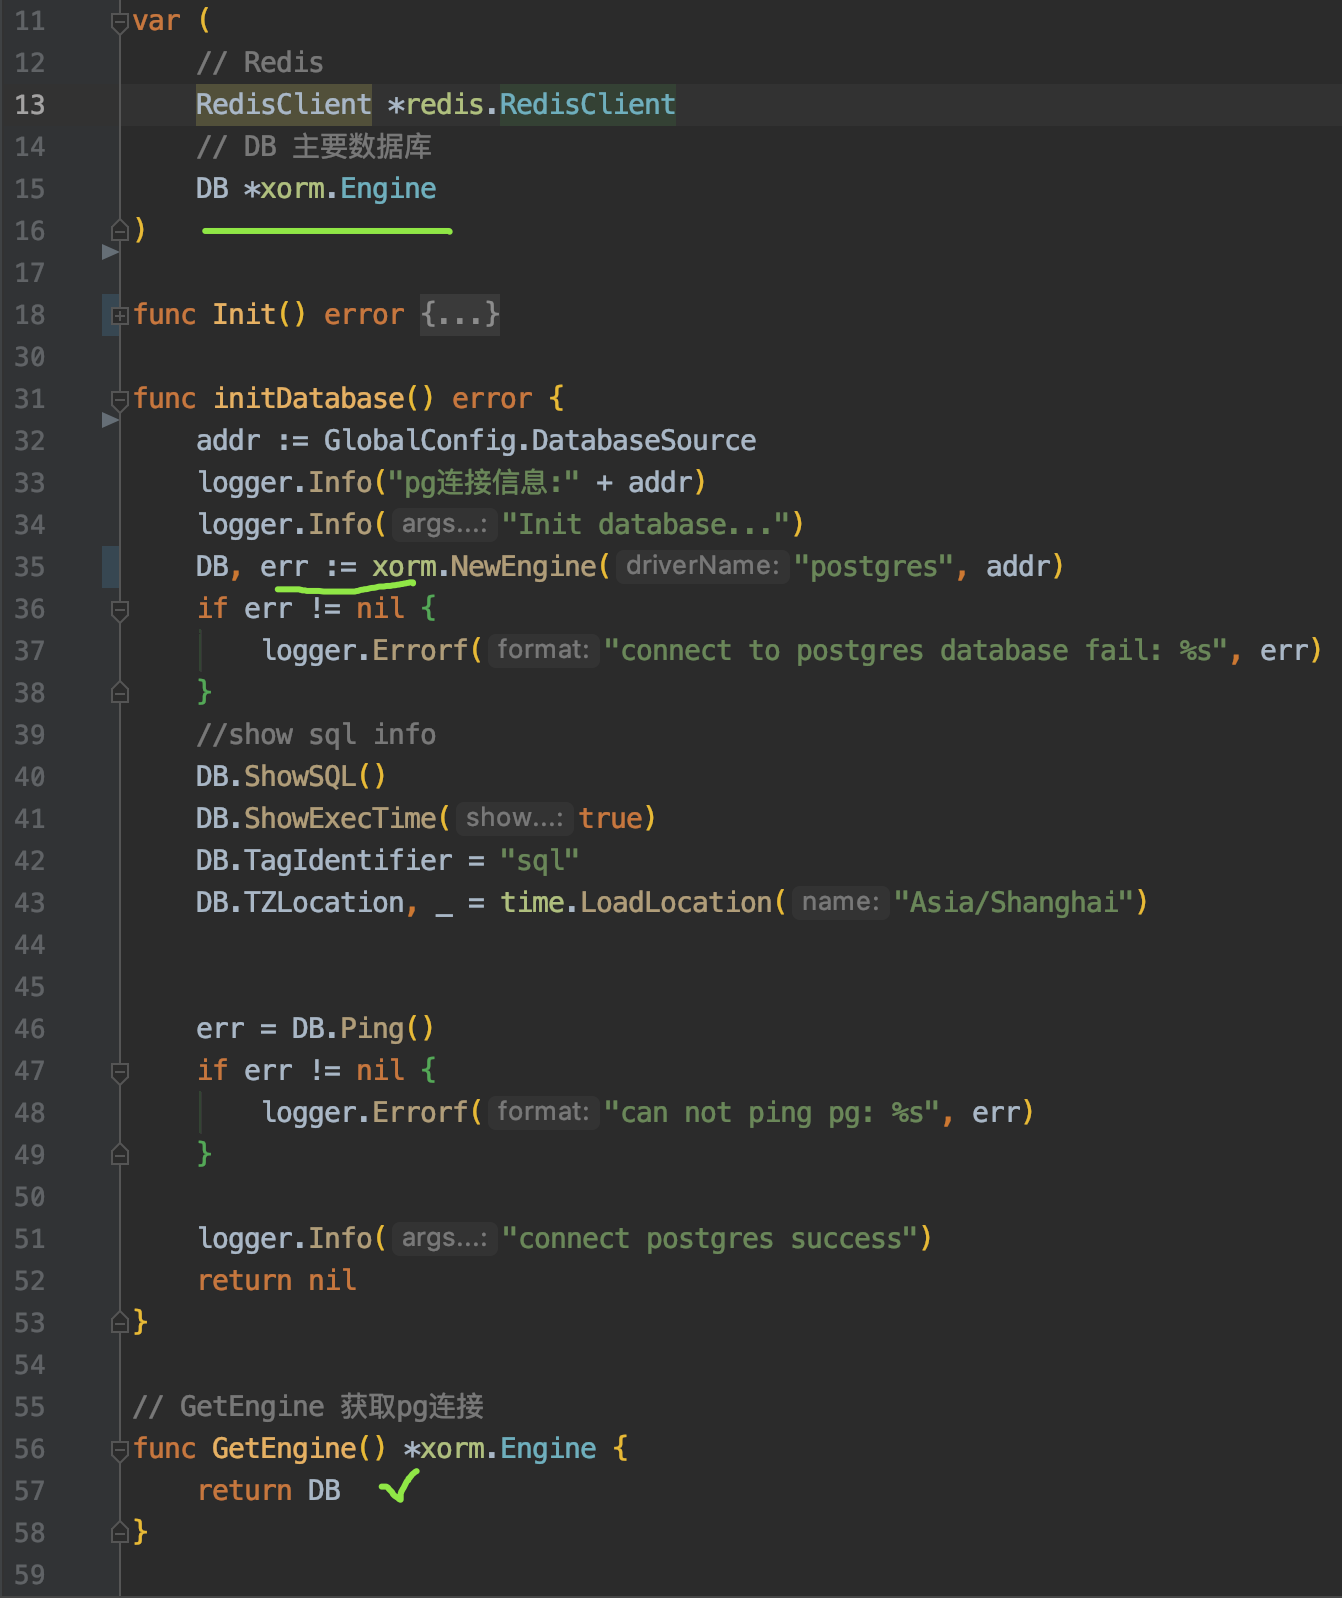 11 var (
12 // Redis
13 RedisClient *redis.RedisClient
14 // DB 主要数据库
15 DB *xorm.Engine
16 )
17
18 func Init() error {...}
30
31 func initDatabase() error {
32 addr := GlobalConfig.DatabaseSource
33 logger.Info("pg连接信息:" + addr)
34 logger.Info( args...: "Init database...")
35 DB, err := xorm.NewEngine( driverName: "postgres", addr)
36 if err != nil {
37 logger.Errorf( format: "connect to postgres database fail: %s", err)
38 }
39 //show sql info
40 DB.ShowSQL()
41 DB.ShowExecTime( show...: true)
42 DB.TagIdentifier = "sql"
43 DB.TZLocation, _ = time.LoadLocation( name: "Asia/Shanghai")
44
45
46 err = DB.Ping()
47 if err != nil {
48 logger.Errorf( format: "can not ping pg: %s", err)
49 }
50
51 logger.Info( args...: "connect postgres success")
52 return nil
53 }
54
55 // GetEngine 获取pg连接
56 func GetEngine() *xorm.Engine {
57 return DB
58 }
59